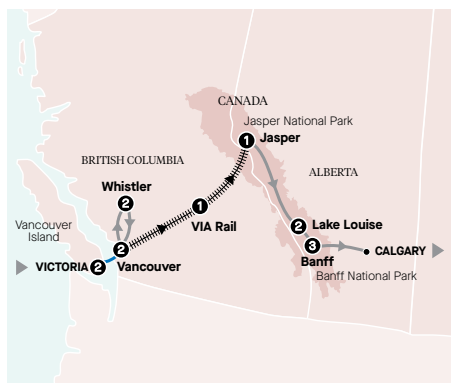 CANADA
Jasper National Park
1 Jasper
BRITISH COLUMBIA
ALBERTA
Whistler
2
1
VIA Rail
Vancouver
Island
2 Lake Louise
3
Banff
CALGARY
Banff National Park
2
Vancouver
VICTORIA 2